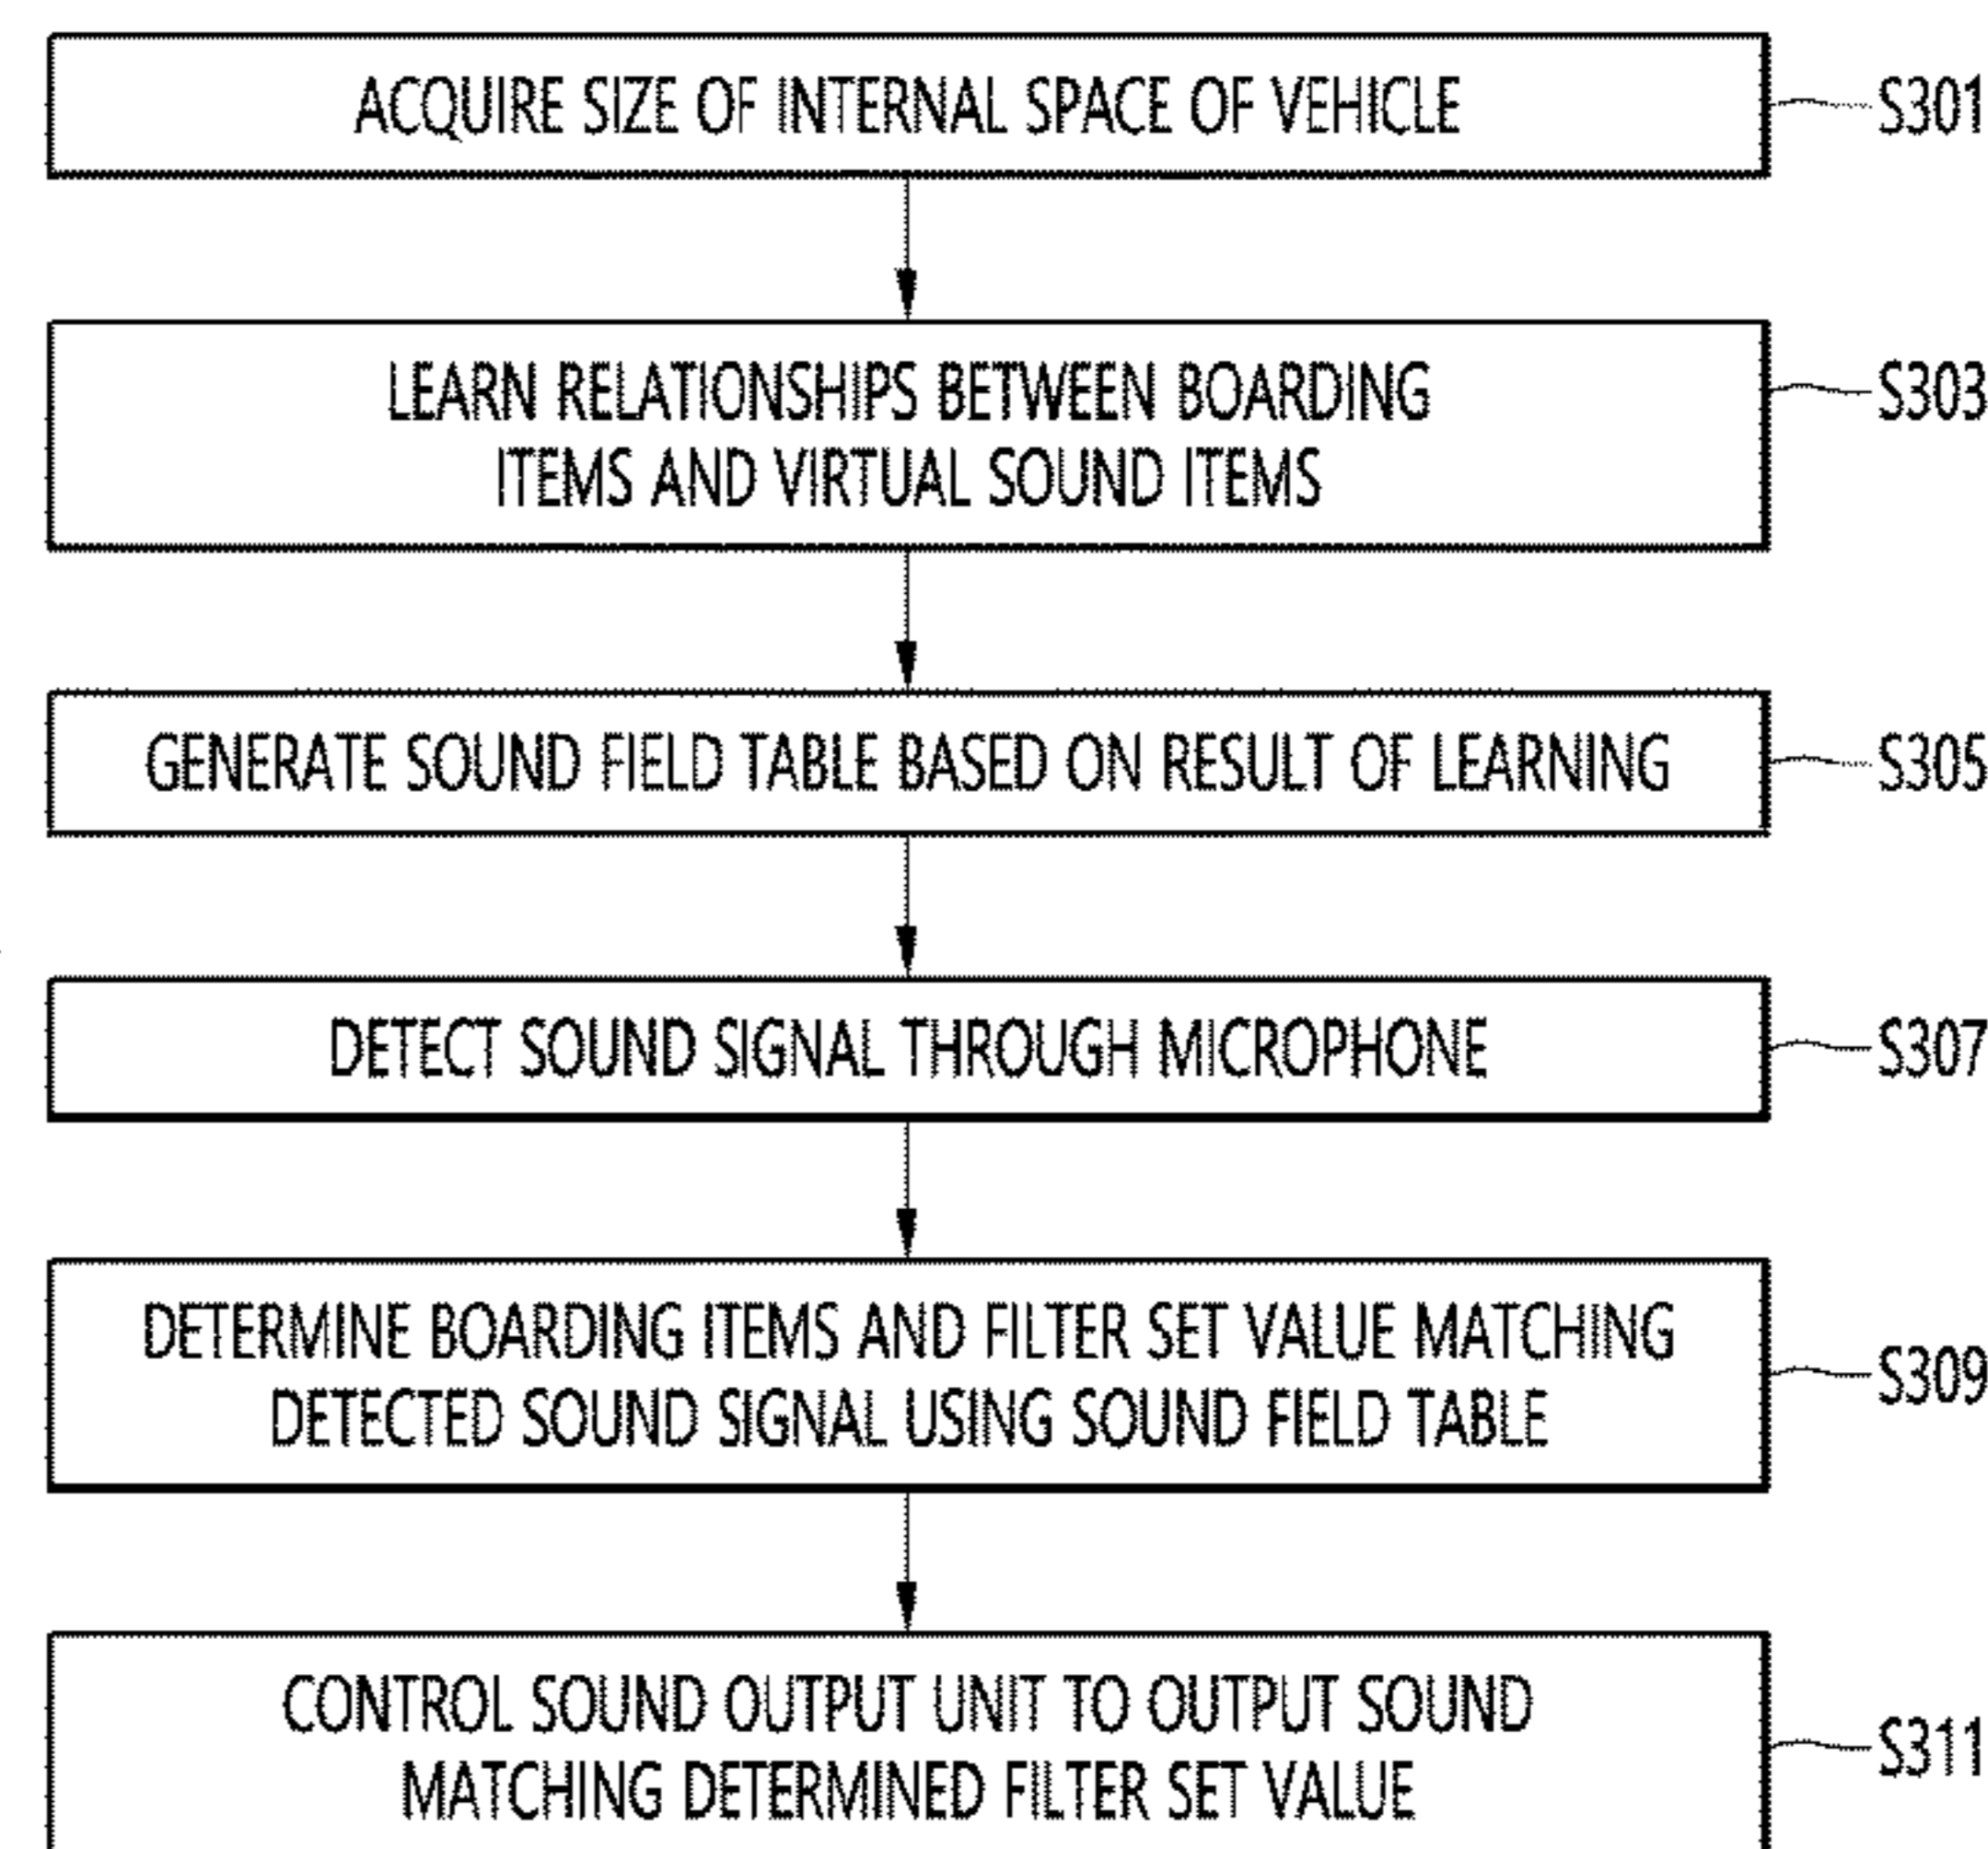 ACQUIRE SIZE OF INTERNAL SPACE OF VEHICLE
S301
LEARN RELATIONSHIPS BETWEEN BOARDING
ITEMS AND VIRTUAL SOUND ITEMS
S303
GENERATE SOUND FIELD TABLE BASED ON RESULT OF LEARNING
S305
DETECT SOUND SIGNAL THROUGH MICROPHONE
S307
DETERMINE BOARDING ITEMS AND FILTER SET VALUE MATCHING
DETECTED SOUND SIGNAL USING SOUND FIELD TABLE
S309
CONTROL SOUND OUTPUT UNIT TO OUTPUT SOUND
MATCHING DETERMINED FILTER SET VALUE
S311